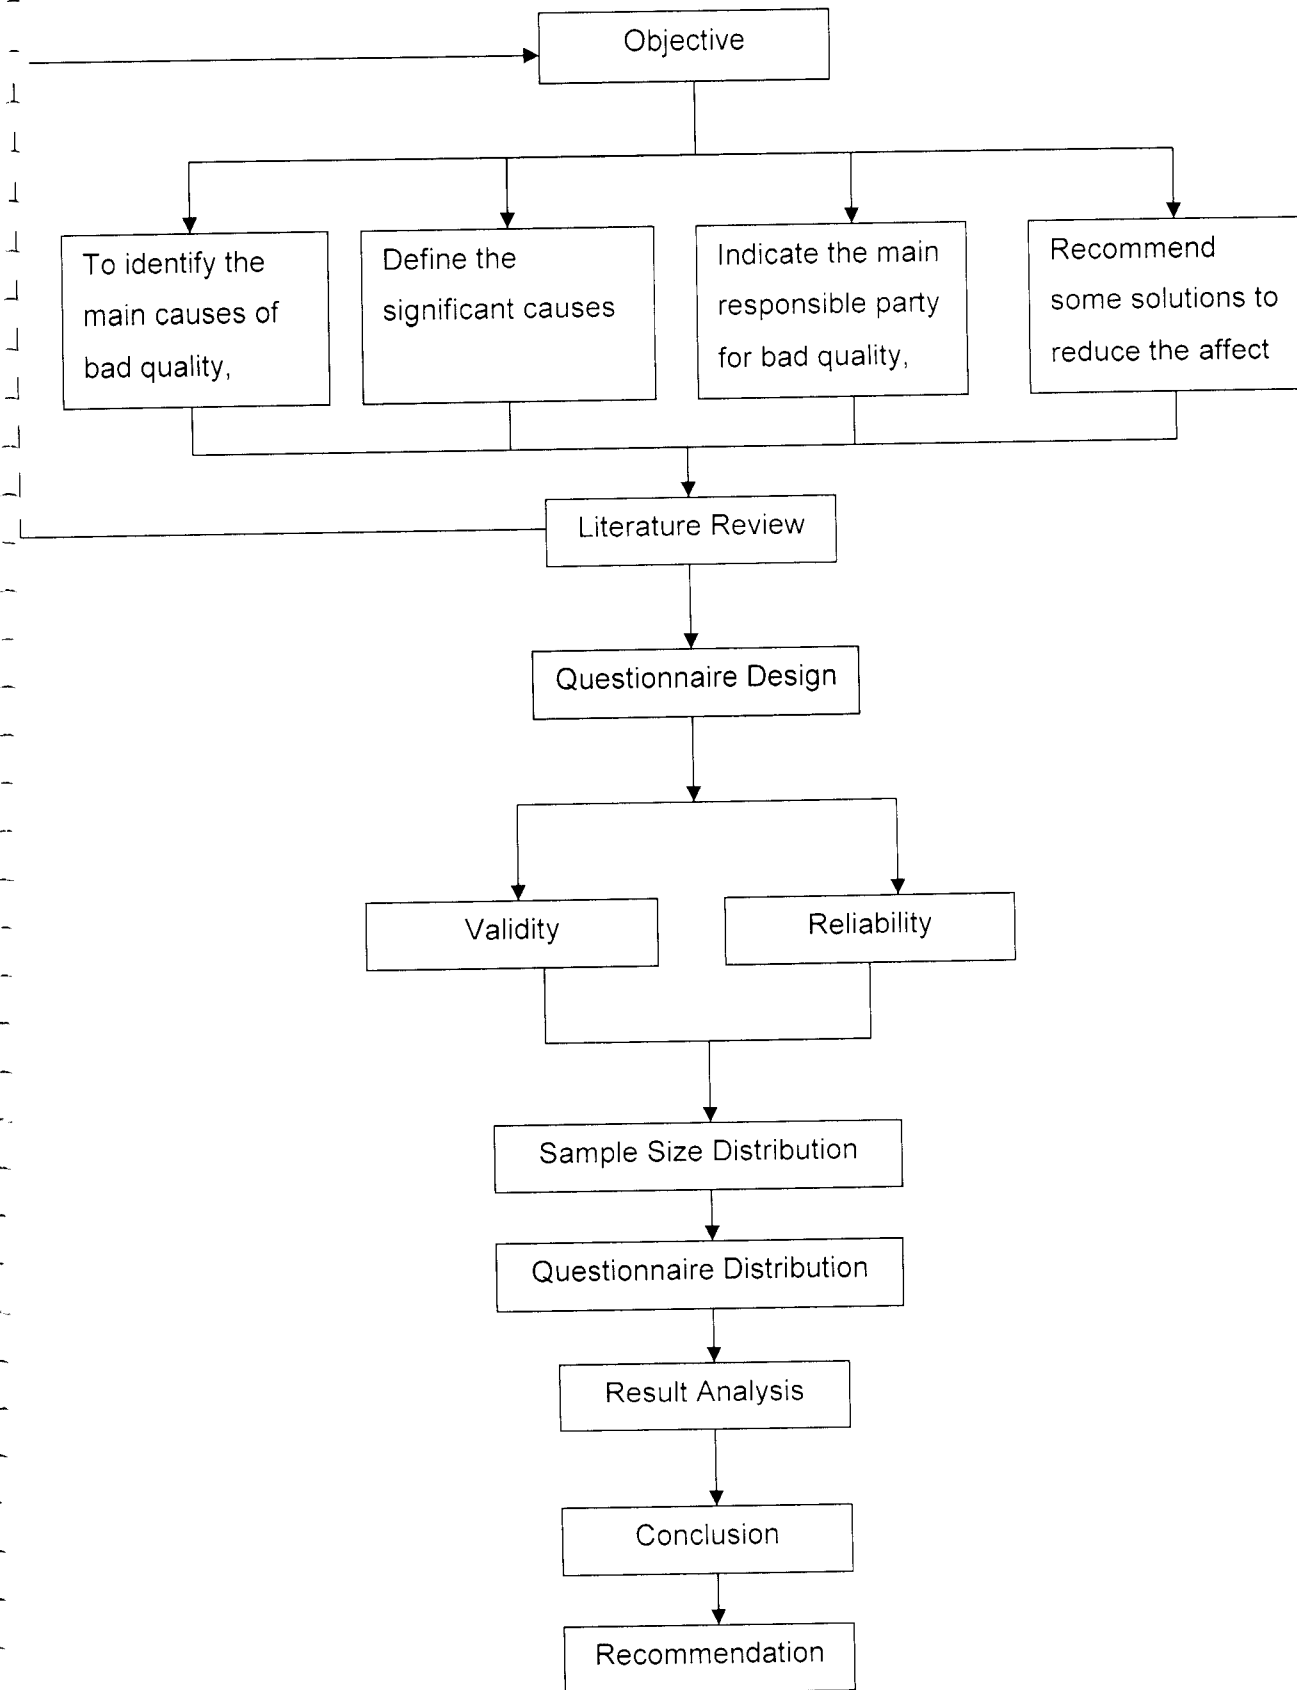 Objective
To identify the
main causes of
bad quality,
Define the
significant causes
Indicate the main
responsible party
for bad quality,
Recommend
some solutions to
reduce the affect
Literature Review
Questionnaire Design
Validity
Reliability
Sample Size Distribution
Questionnaire Distribution
Result Analysis
Conclusion
Recommendation